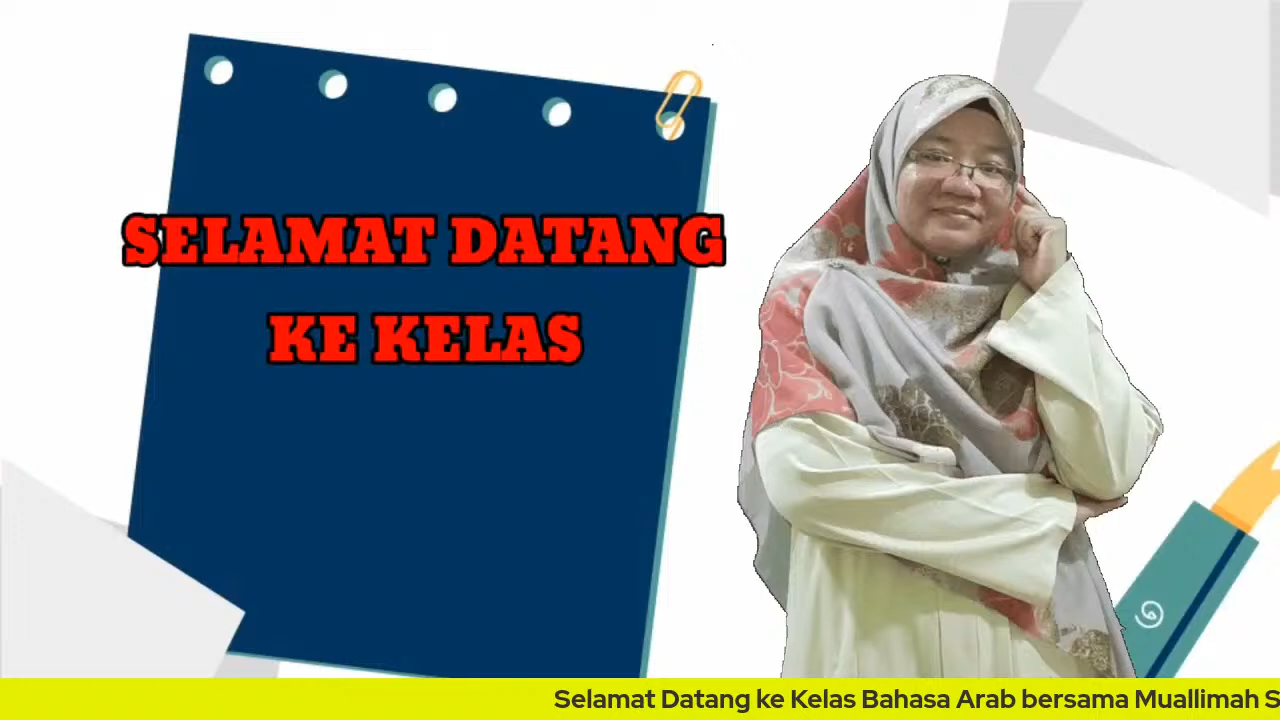 SELAMAT DATANG
KE KELAS
Selamat Datang ke Kelas Bahasa Arab bersama Muallimah S